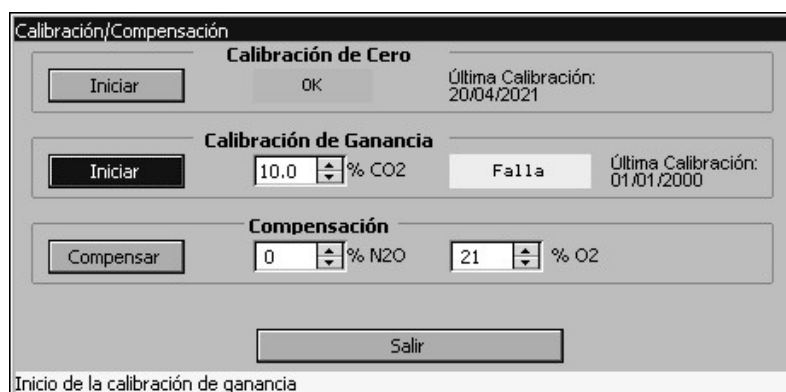 Calibración/Compensación
Calibración de Cero
Iniciar
OK
Última Calibración:
20/04/2021
Calibración de Ganancia
Iniciar
10.0 % CO2
Falla
Última Calibración:
01/01/2000
Compensación
Compensar
0 % N2O
21 % O2
Salir
Inicio de la calibración de ganancia